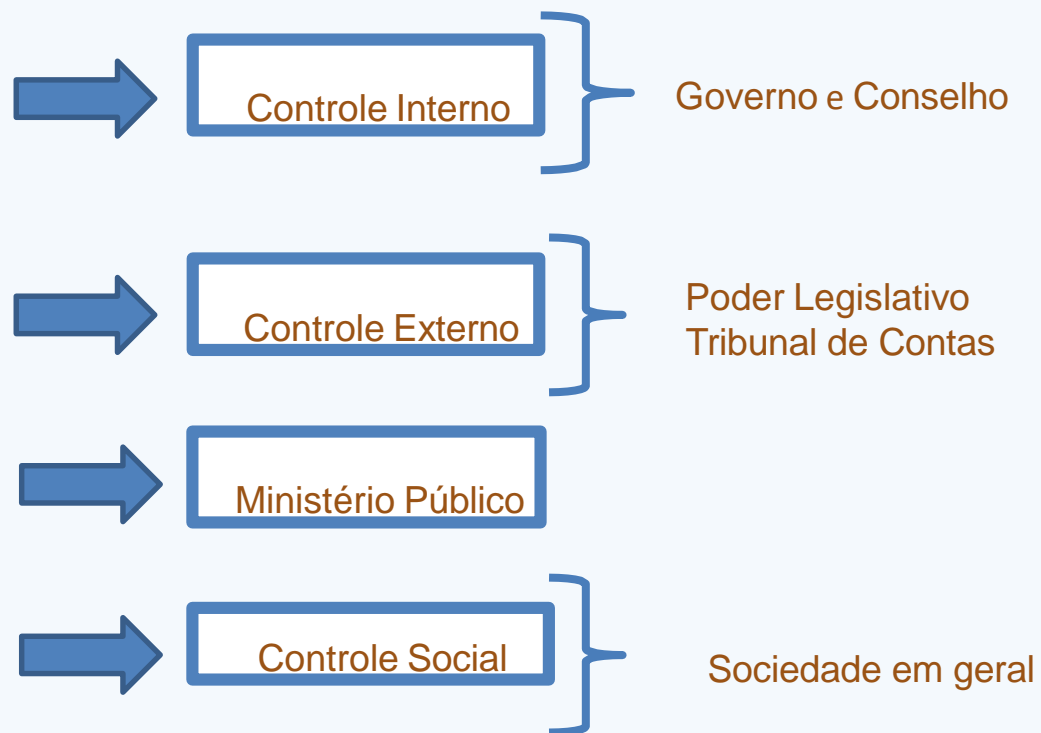 Controle Interno
Governo e Conselho
Controle Externo
Poder Legislativo
Tribunal de Contas
Ministério Público
Controle Social
Sociedade em geral